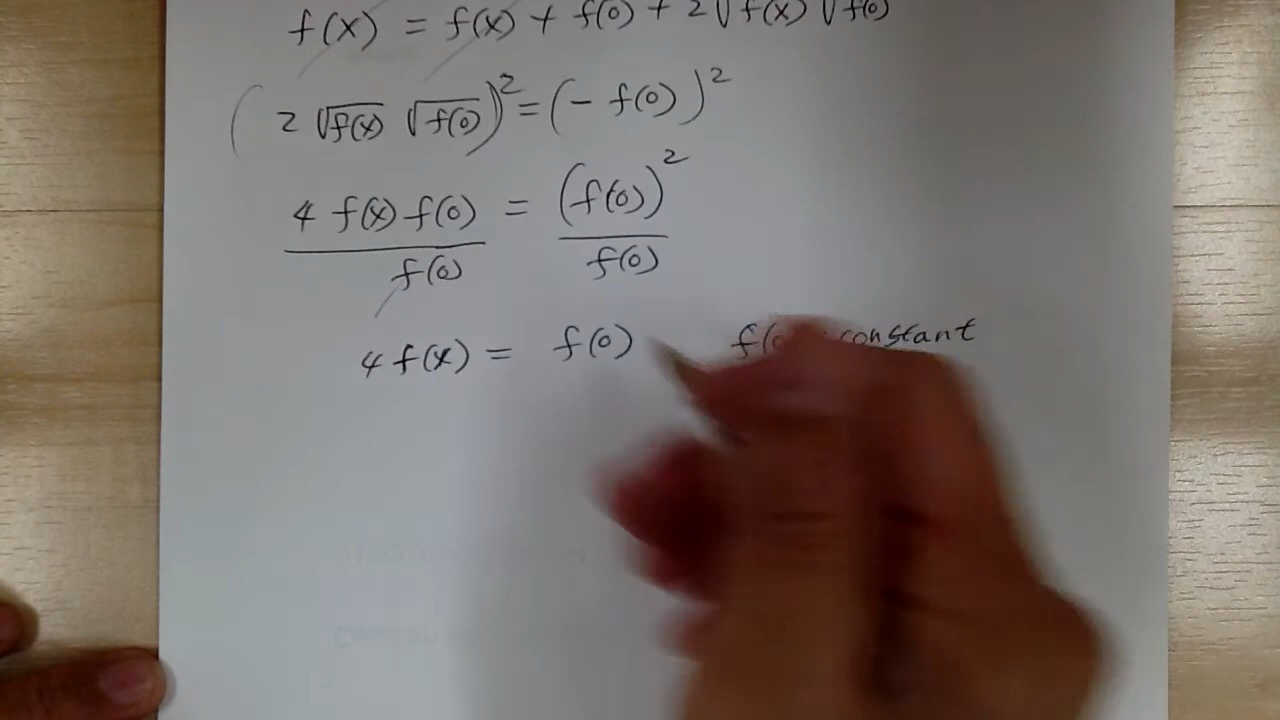 f(x) = f(x) + f(0) + 2√f(x) √f(0)
(2 √f(x) √f(0))² = (- f(0))²
4 f(x) f(0) / f(0) = (f(0))² / f(0)
4 f(x) = f(0) constant